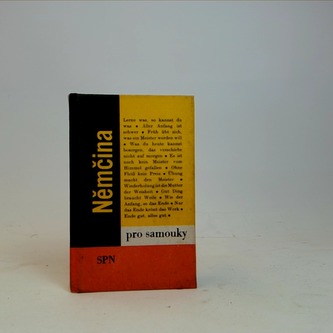 Němčina
Lerne was, so kannst du
was • Aller Anfang ist
schwer • Früh übt sich,
was ein Meister werden will
• Was du heute kannst
besorgen, das verschiebe
nicht auf morgen • Es ist
noch kein Meister vom
Himmel gefallen • Ohne
Fleiß kein Preis • Übung
macht den Meister •
Wiederholung ist die Mutter
der Weisheit • Gut Ding
braucht Weile • Wie der
Anfang, so das Ende • Nur
das Ende krönt das Werk •
Ende gut, alles gut •
pro samouky
SPN